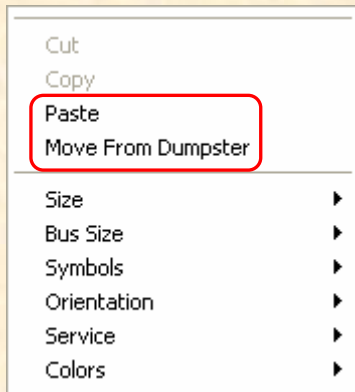 Cut
Copy
Paste
Move From Dumpster
Size
Bus Size
Symbols
Orientation
Service
Colors